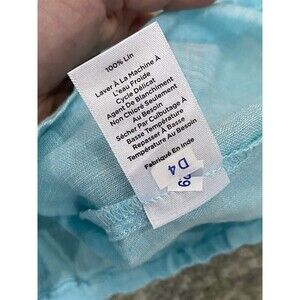 100% Lin
Laver À La Machine À
L'eau Froide
Cycle Délicat
Agent De Blanchiment
Non Chloré Seulement
Au Besoin
Sécher Par Culbutage À
Basse Température
Repasser À Basse
Température Au Besoin
Fabriqué En Inde
D4